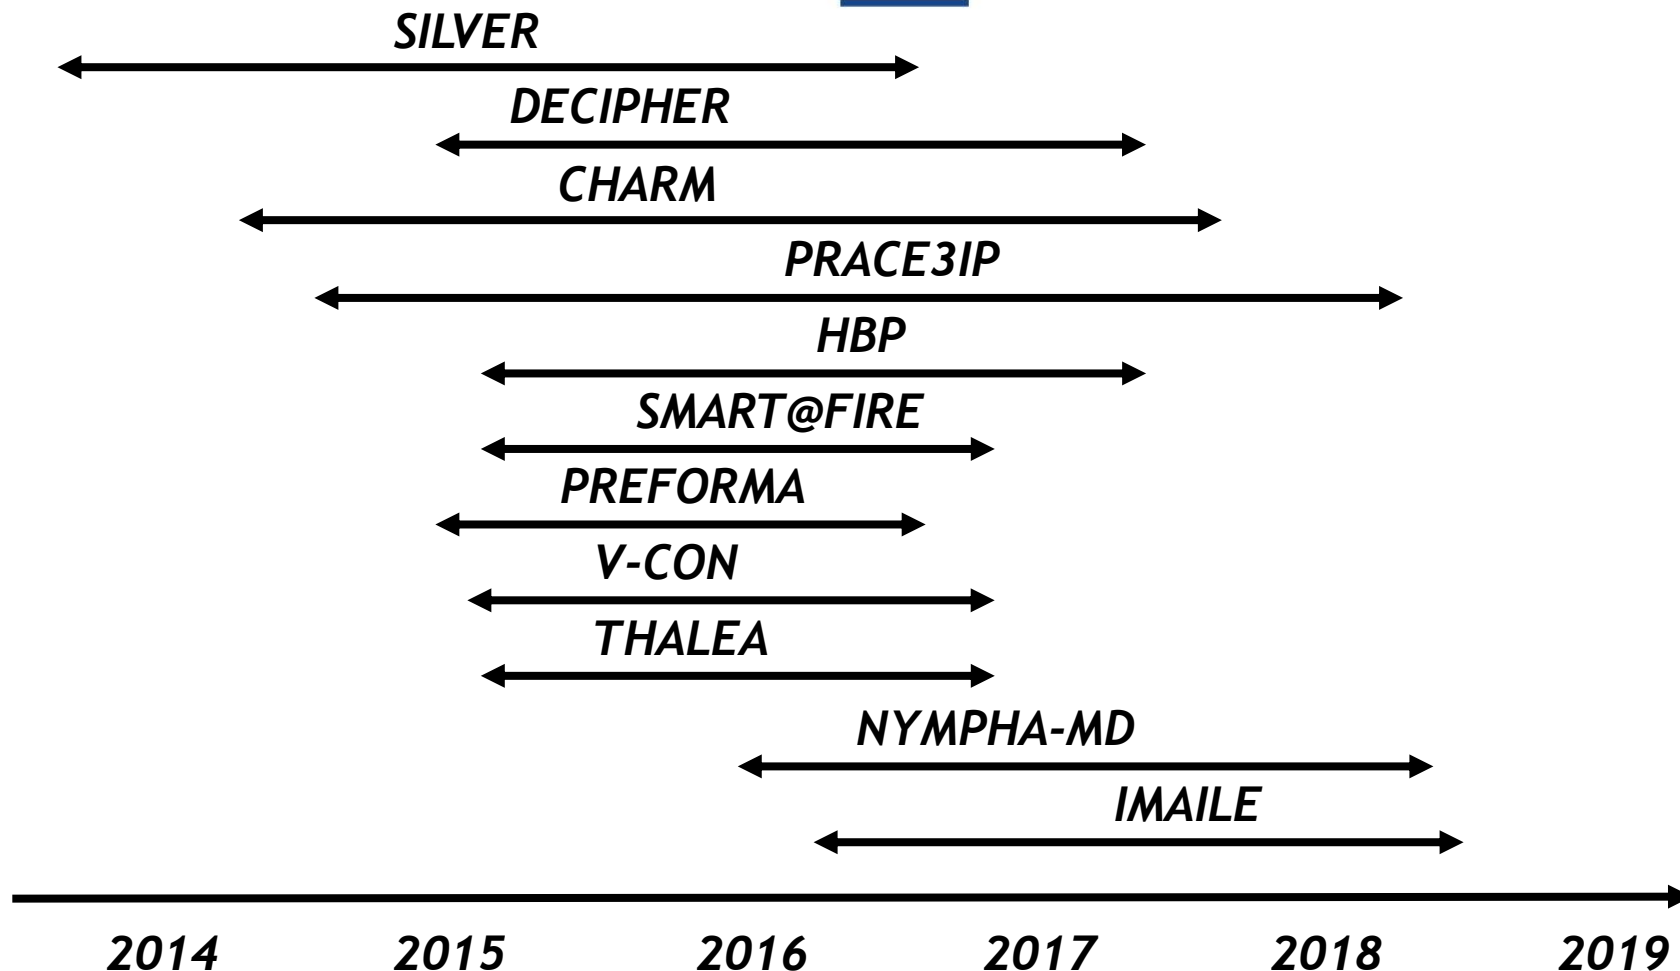 SILVER
DECIPHER
CHARM
PRACE3IP
HBP
SMART@FIRE
PREFORMA
V-CON
THALEA
NYMPHA-MD
IMAILE
2014 2015 2016 2017 2018 2019